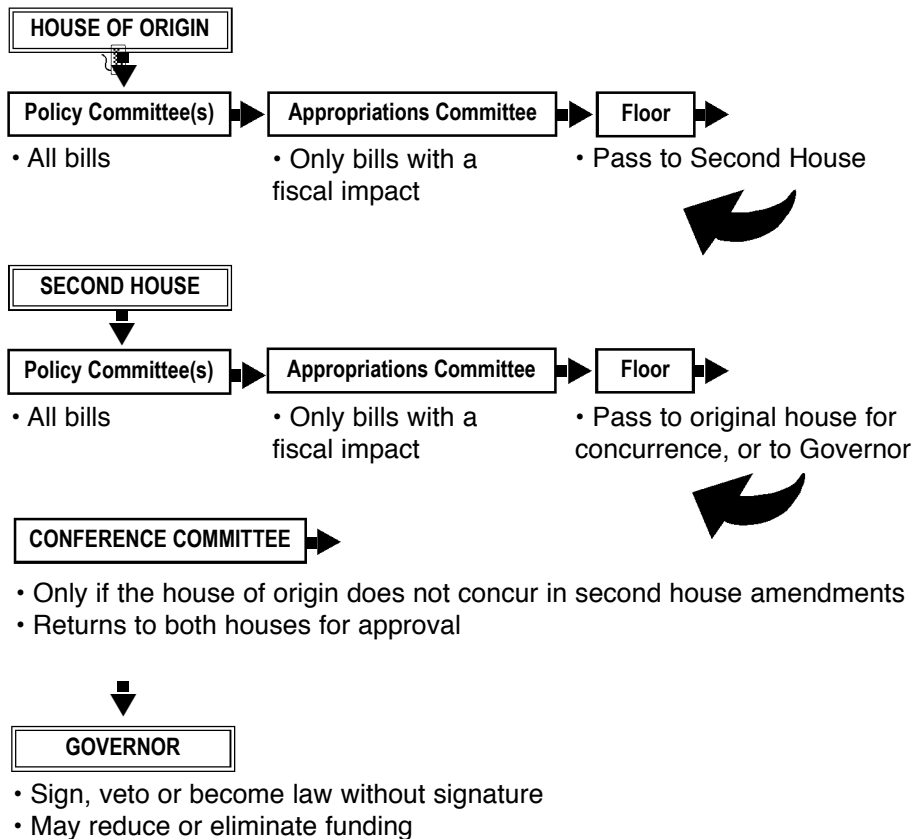 HOUSE OF ORIGIN
Policy Committee(s) Appropriations Committee Floor
• All bills
• Only bills with a
fiscal impact
• Pass to Second House
SECOND HOUSE
Policy Committee(s) Appropriations Committee Floor
• All bills
• Only bills with a
fiscal impact
• Pass to original house for
concurrence, or to Governor
CONFERENCE COMMITTEE
• Only if the house of origin does not concur in second house amendments
• Returns to both houses for approval
GOVERNOR
• Sign, veto or become law without signature
• May reduce or eliminate funding